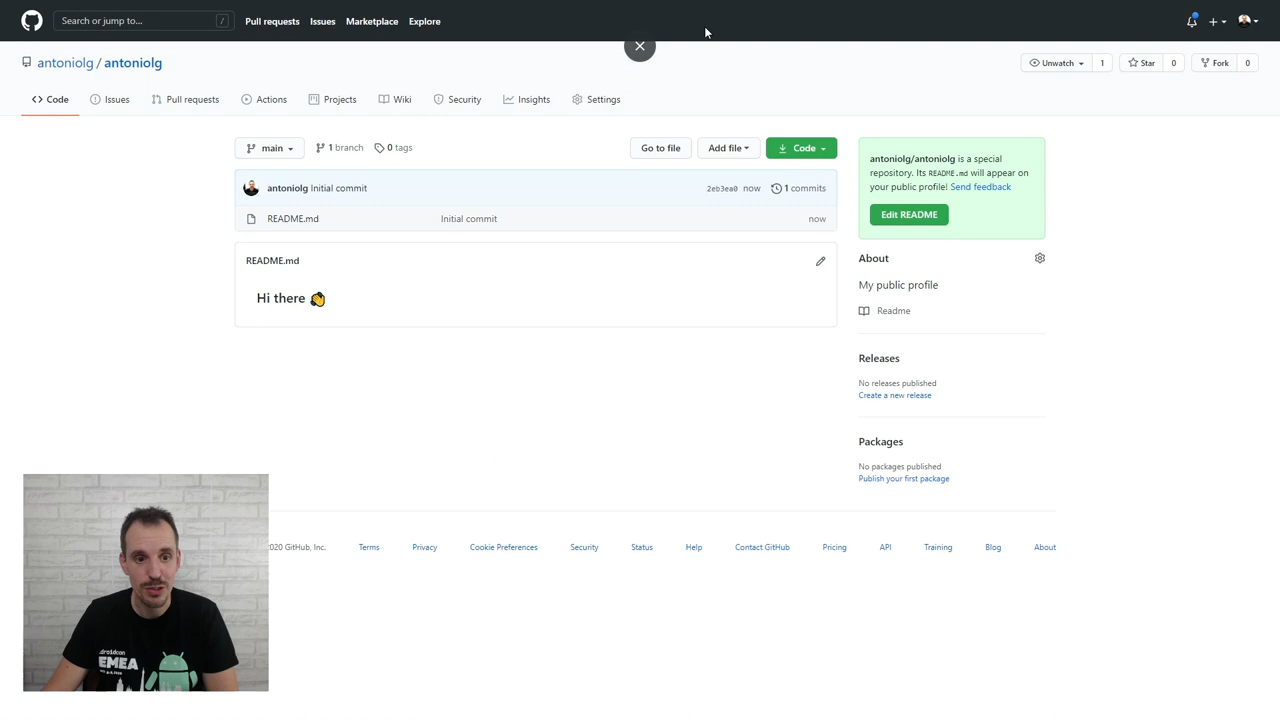 Search or jump to... /
Pull requests Issues Marketplace Explore
antoniolg / antoniolg
Unwatch 1 Star 0 Fork 0
Code Issues Pull requests Actions Projects Wiki Security Insights Settings
main 1 branch 0 tags Go to file Add file Code
antoniolg Initial commit 2eb3ea0 now 1 commits
README.md Initial commit now
README.md
Hi there
antoniolg/antoniolg is a special
repository. Its README.md will appear on
your public profile! Send feedback
Edit README
About
My public profile
Readme
Releases
No releases published
Create a new release
Packages
No packages published
Publish your first package
2020 GitHub, Inc. Terms Privacy Cookie Preferences Security Status Help Contact GitHub Pricing API Training Blog About
droidcon
EMEA